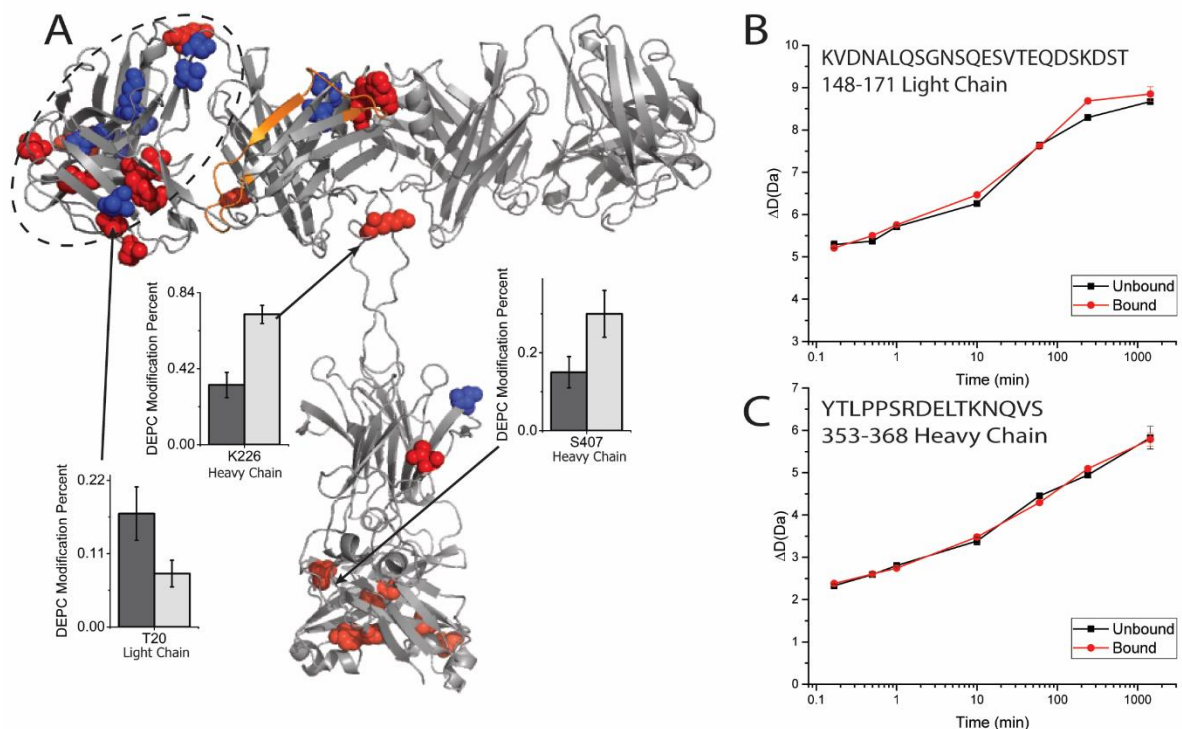 A
DEPC Modification Percent
0.84
0.42
0.00
K226
Heavy Chain
DEPC Modification Percent
0.2
S407
Heavy Chain
DEPC Modification Percent
0.22
0.11
0.00
T20
Light Chain
B
KVDNALQSGNSQESVTEQDSKDST
148-171 Light Chain
ΔD(Da)
10
9
8
7
6
5
4
3
0.1
1
10
100
1000
Time (min)
Unbound
Bound
C
YTLPPSRDELTKNQVS
353-368 Heavy Chain
ΔD(Da)
7
6
5
4
3
2
1
0
0.1
1
10
100
1000
Time (min)
Unbound
Bound